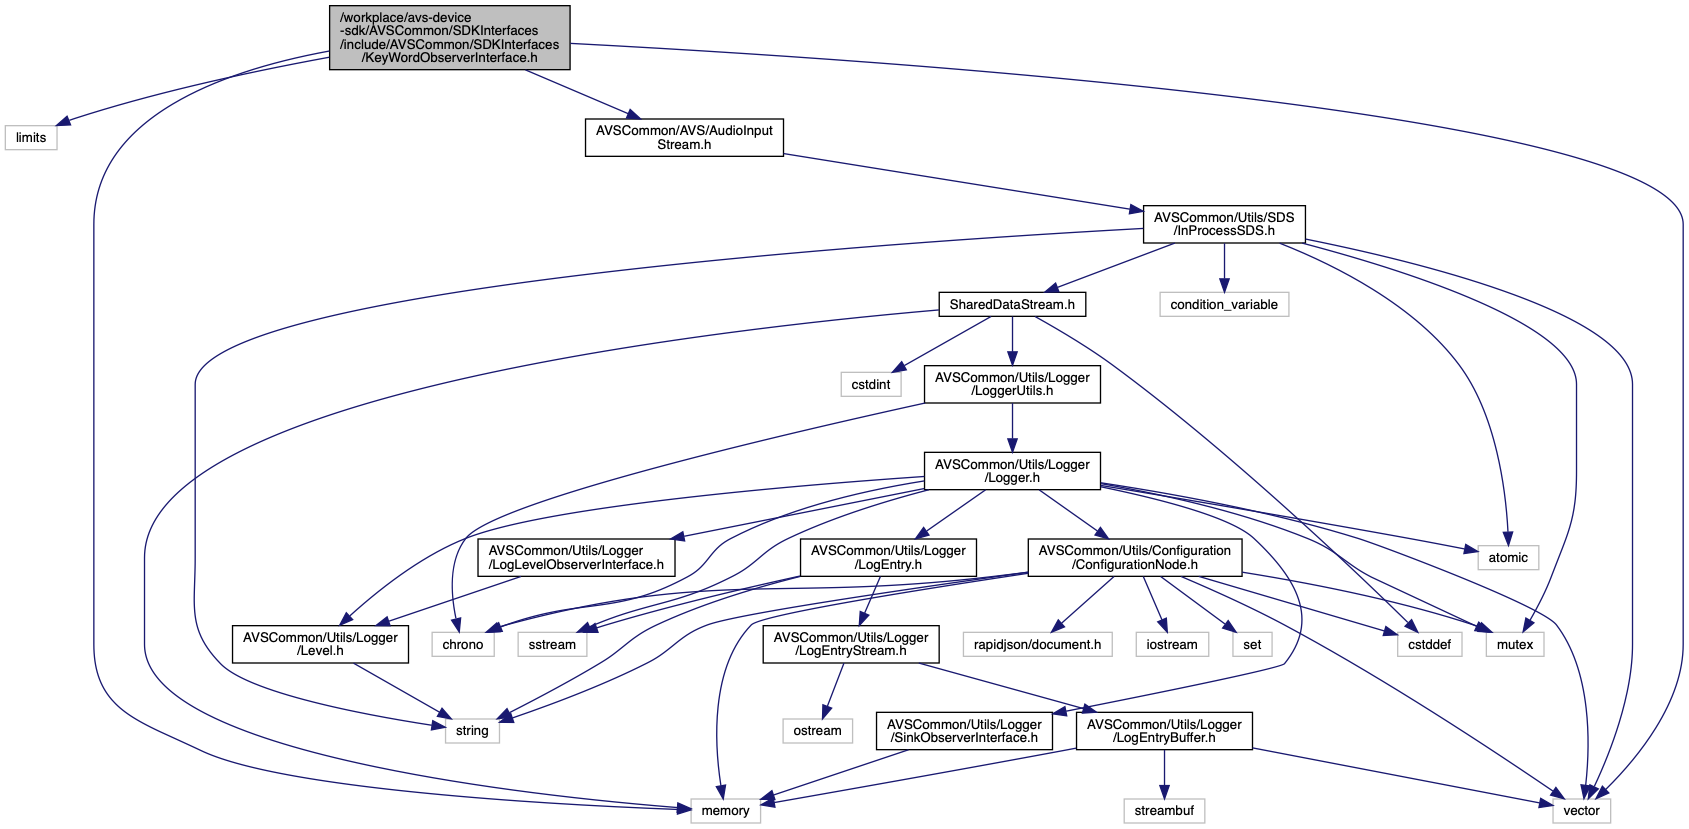 /workplace/avs-device
-sdk/AVSCommon/SDKInterfaces
/include/AVSCommon/SDKInterfaces
/KeyWordObserverInterface.h
limits
AVSCommon/AVS/AudioInput
Stream.h
AVSCommon/Utils/SDS
/InProcessSDS.h
SharedDataStream.h
condition_variable
cstdint
AVSCommon/Utils/Logger
/LoggerUtils.h
AVSCommon/Utils/Logger
/Logger.h
AVSCommon/Utils/Logger
/LogLevelObserverInterface.h
AVSCommon/Utils/Logger
/LogEntry.h
AVSCommon/Utils/Configuration
/ConfigurationNode.h
atomic
AVSCommon/Utils/Logger
/Level.h
chrono
sstream
AVSCommon/Utils/Logger
/LogEntryStream.h
rapidjson/document.h
iostream
set
cstddef
mutex
string
ostream
AVSCommon/Utils/Logger
/SinkObserverInterface.h
AVSCommon/Utils/Logger
/LogEntryBuffer.h
memory
streambuf
vector